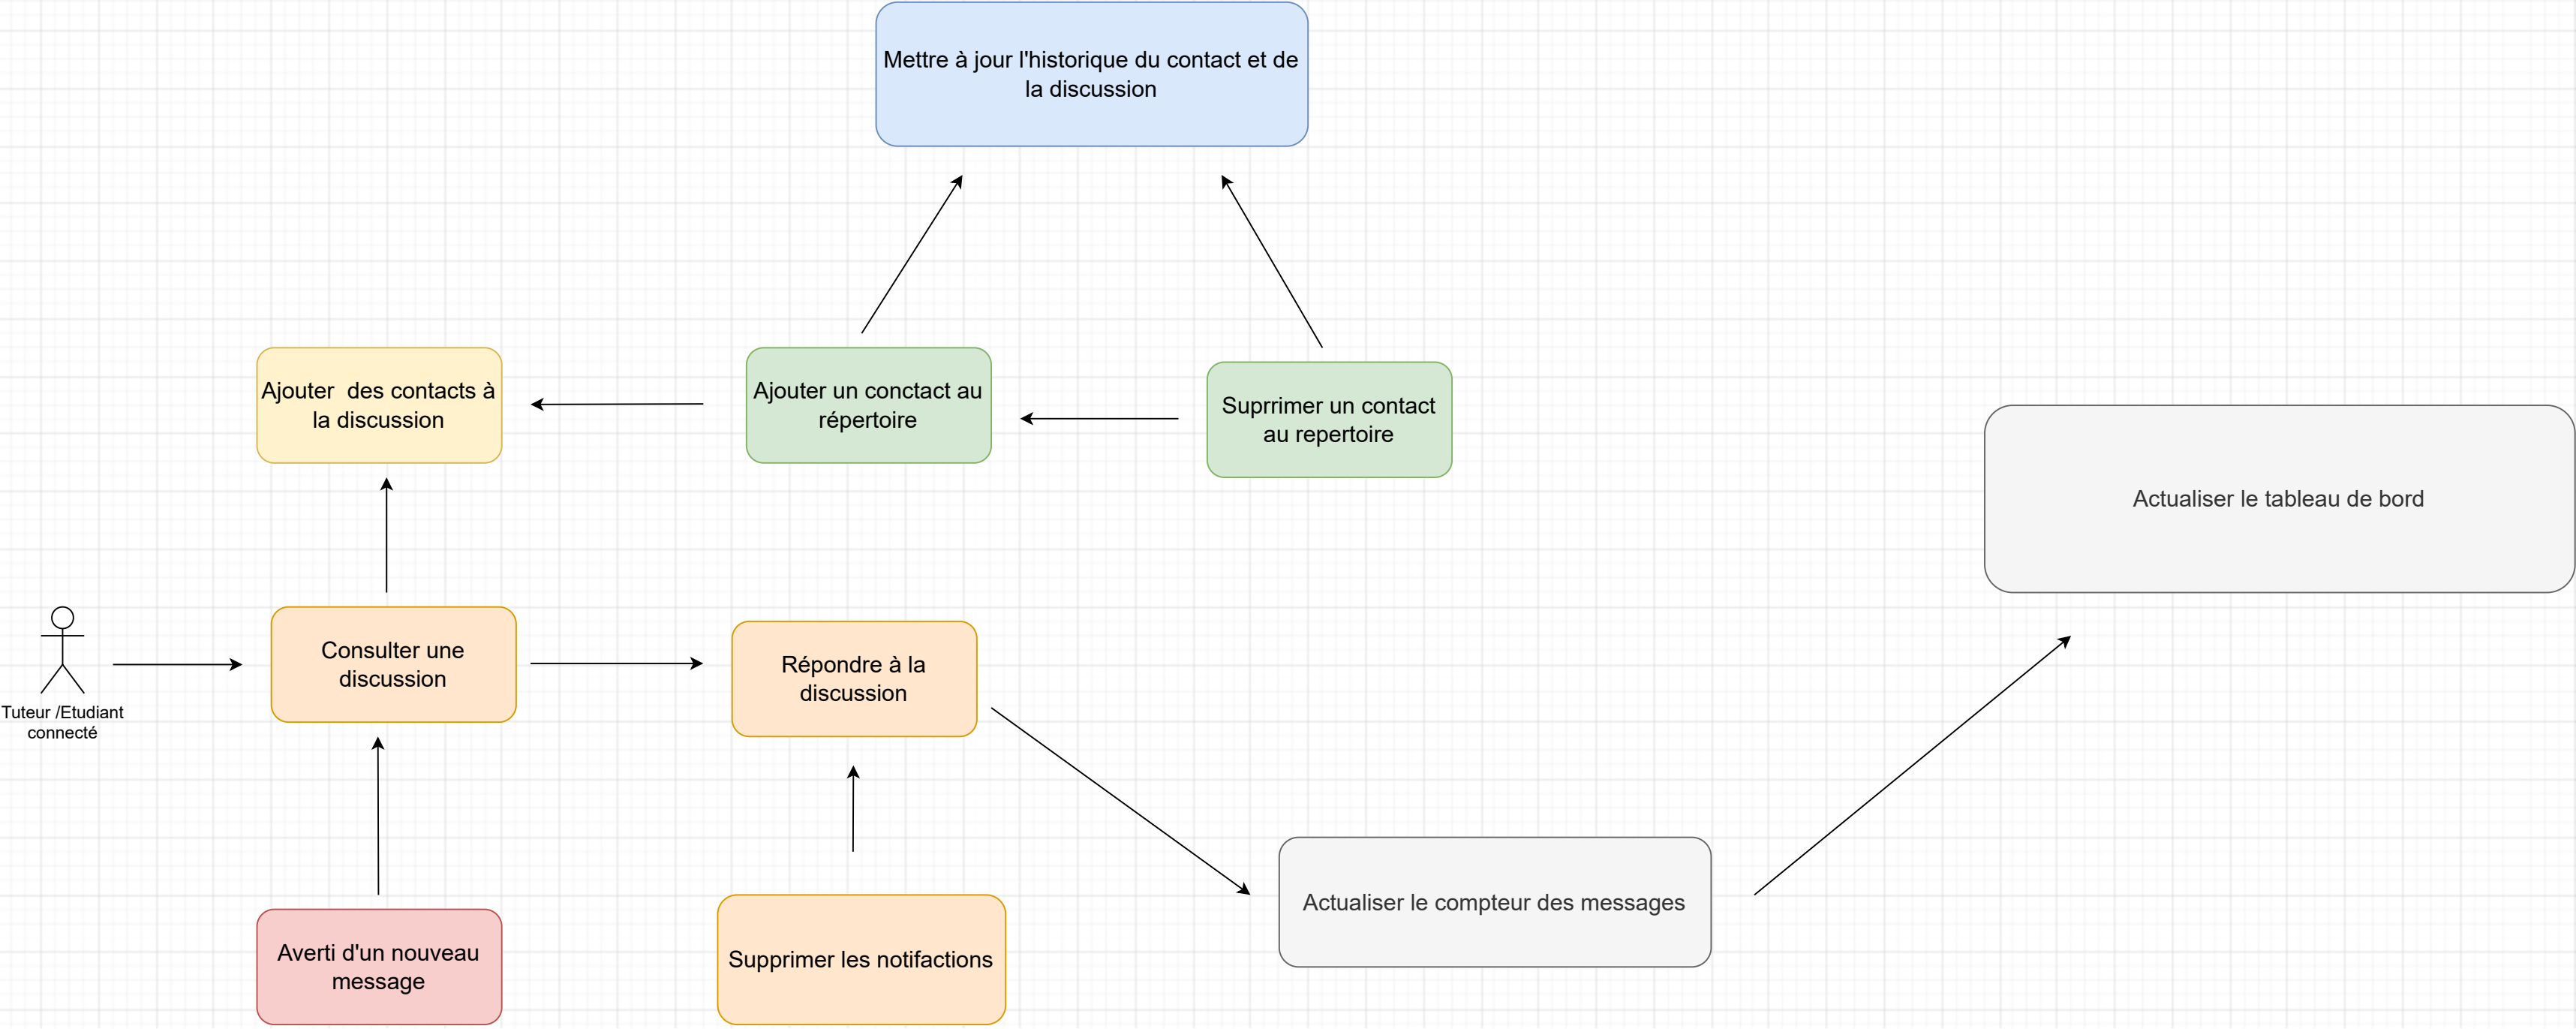 Mettre à jour l'historique du contact et de
la discussion
Ajouter  des contacts à
la discussion
Ajouter un conctact au
répertoire
Suprrimer un contact
au repertoire
Actualiser le tableau de bord
Tuteur /Etudiant
connecté
Consulter une
discussion
Répondre à la
discussion
Actualiser le compteur des messages
Averti d'un nouveau
message
Supprimer les notifactions